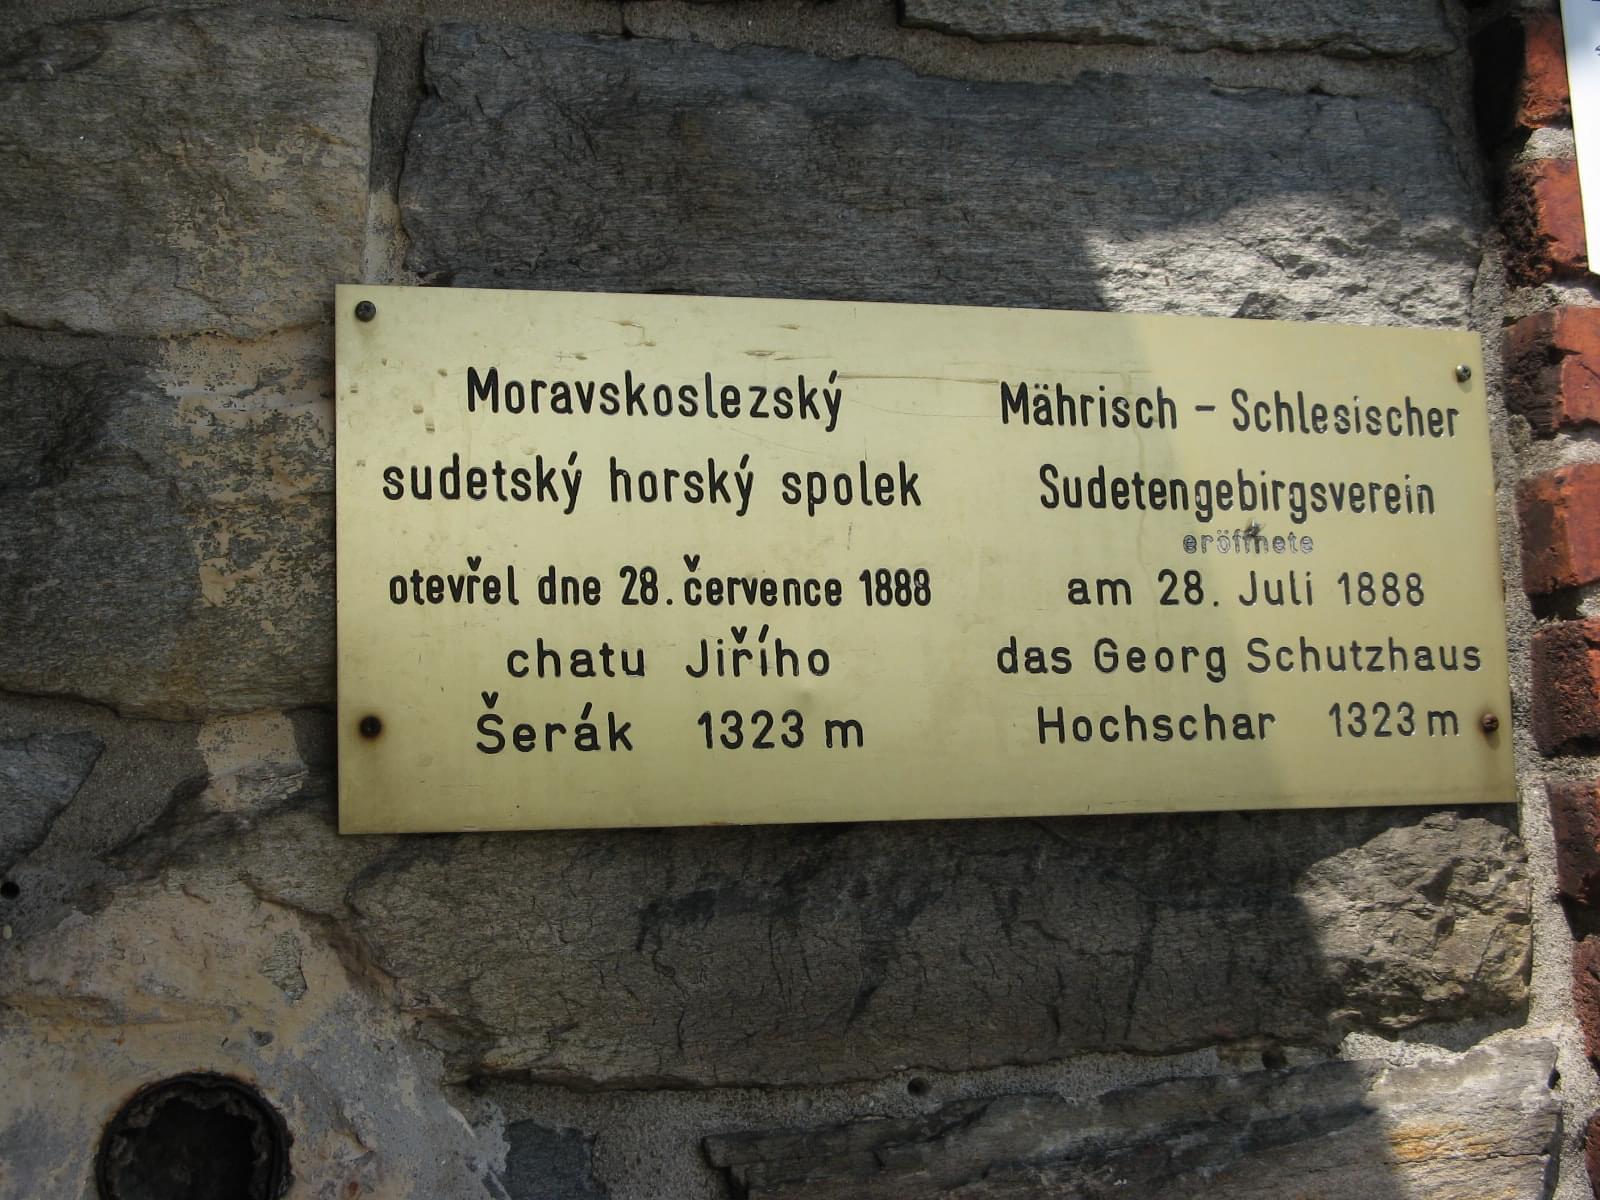 Moravskoslezský
sudetský horský spolek
otevřel dne 28. července 1888
chatu Jiřího
Šerák 1323 m
Mährisch - Schlesischer
Sudetengebirgsverein
eröffnete
am 28. Juli 1888
das Georg Schutzhaus
Hochschar 1323 m